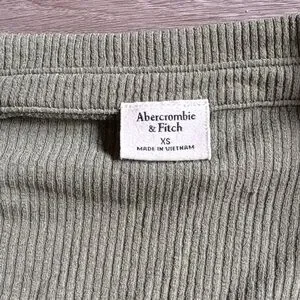 Abercrombie
& Fitch
XS
MADE IN VIETNAM